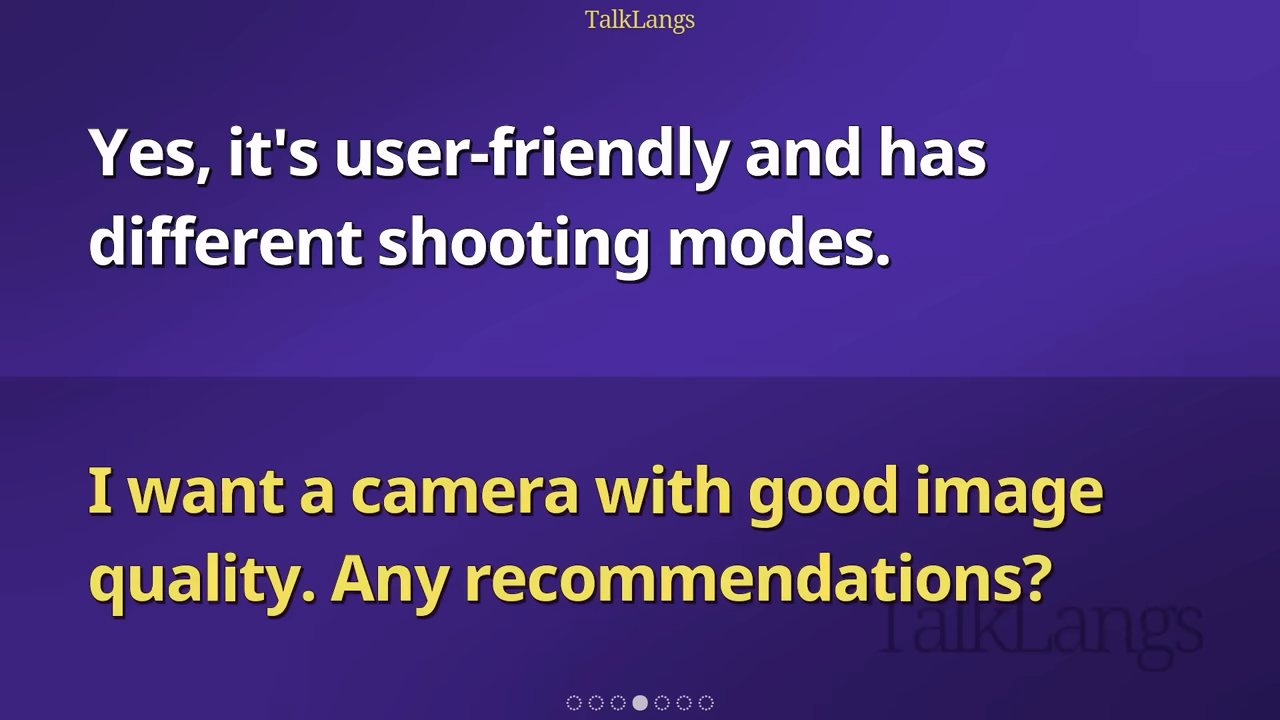 TalkLangs
Yes, it's user-friendly and has
different shooting modes.
I want a camera with good image
quality. Any recommendations?
TalkLangs